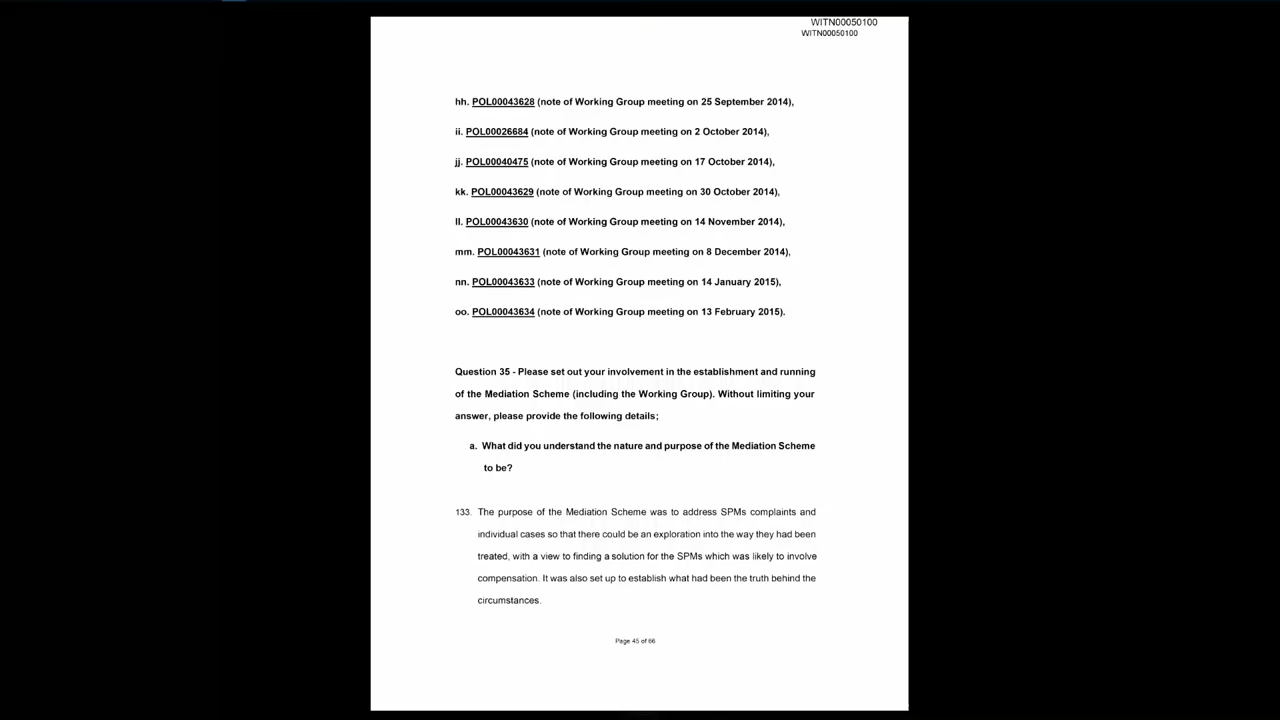 WITN00050100
WITN00050100
hh. POL00043628 (note of Working Group meeting on 25 September 2014),
ii. POL00026684 (note of Working Group meeting on 2 October 2014),
jj. POL00040475 (note of Working Group meeting on 17 October 2014),
kk. POL00043629 (note of Working Group meeting on 30 October 2014),
ll. POL00043630 (note of Working Group meeting on 14 November 2014),
mm. POL00043631 (note of Working Group meeting on 8 December 2014),
nn. POL00043633 (note of Working Group meeting on 14 January 2015),
oo. POL00043634 (note of Working Group meeting on 13 February 2015).
Question 35 - Please set out your involvement in the establishment and running
of the Mediation Scheme (including the Working Group). Without limiting your
answer, please provide the following details;
a. What did you understand the nature and purpose of the Mediation Scheme
to be?
133. The purpose of the Mediation Scheme was to address SPMs complaints and
individual cases so that there could be an exploration into the way they had been
treated, with a view to finding a solution for the SPMs which was likely to involve
compensation. It was also set up to establish what had been the truth behind the
circumstances.
Page 45 of 66